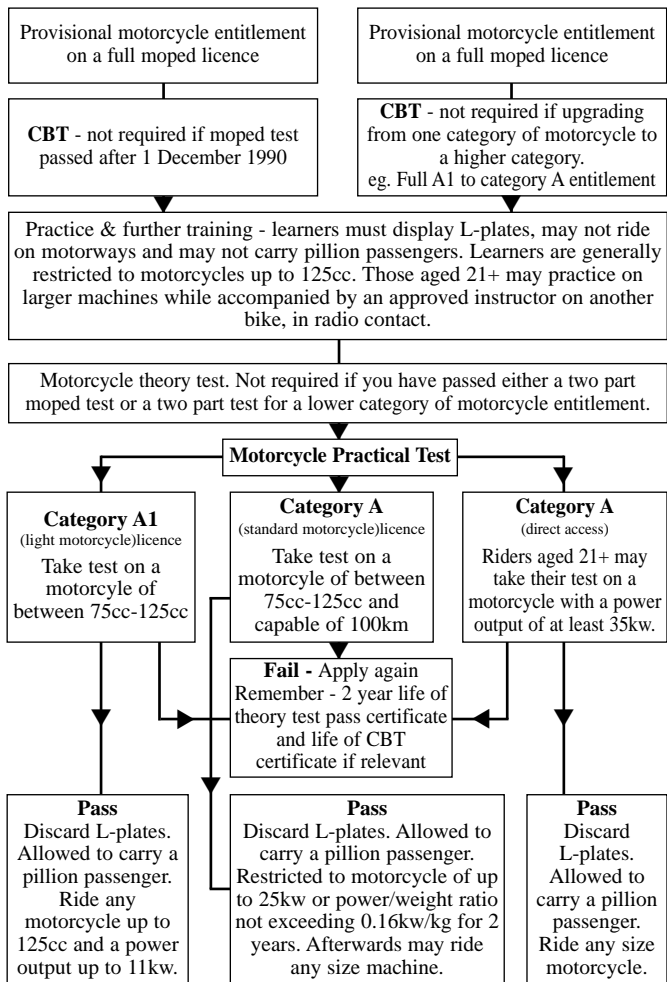 Provisional motorcycle entitlement
on a full moped licence
Provisional motorcycle entitlement
on a full moped licence
CBT - not required if moped test
passed after 1 December 1990
CBT - not required if upgrading
from one category of motorcycle to
a higher category.
eg. Full A1 to category A entitlement
Practice & further training - learners must display L-plates, may not ride
on motorways and may not carry pillion passengers. Learners are generally
restricted to motorcycles up to 125cc. Those aged 21+ may practice on
larger machines while accompanied by an approved instructor on another
bike, in radio contact.
Motorcycle theory test. Not required if you have passed either a two part
moped test or a two part test for a lower category of motorcycle entitlement.
Motorcycle Practical Test
Category A1
(light motorcycle)licence
Take test on a
motorcyle of
between 75cc-125cc
Category A
(standard motorcycle)licence
Take test on a
motorcyle of between
75cc-125cc and
capable of 100km
Category A
(direct access)
Riders aged 21+ may
take their test on a
motorcycle with a power
output of at least 35kw.
Fail - Apply again
Remember - 2 year life of
theory test pass certificate
and life of CBT
certificate if relevant
Pass
Discard L-plates.
Allowed to carry a
pillion passenger.
Ride any
motorcycle up to
125cc and a power
output up to 11kw.
Pass
Discard L-plates. Allowed to
carry a pillion passenger.
Restricted to motorcycle of up
to 25kw or power/weight ratio
not exceeding 0.16kw/kg for 2
years. Afterwards may ride
any size machine.
Pass
Discard
L-plates.
Allowed to
carry a pillion
passenger.
Ride any size
motorcycle.